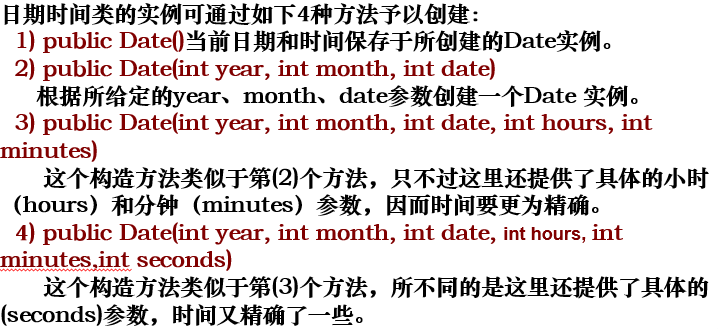 日期时间类的实例可通过如下4种方法予以创建：
1) public Date()当前日期和时间保存于所创建的Date实例。
2) public Date(int year, int month, int date)
根据所给定的year、month、date参数创建一个Date 实例。
3) public Date(int year, int month, int date, int hours, int
minutes)
这个构造方法类似于第(2)个方法，只不过这里还提供了具体的小时
（hours）和分钟（minutes）参数，因而时间要更为精确。
4) public Date(int year, int month, int date, int hours, int
minutes,int seconds)
这个构造方法类似于第(3)个方法，所不同的是这里还提供了具体的
(seconds)参数，时间又精确了一些。